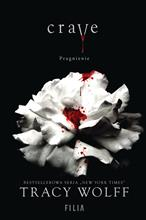 crave
Pragnienie
BESTSELLEROWA SERIA „NEW YORK TIMES”
TRACY WOLFF
FILIA